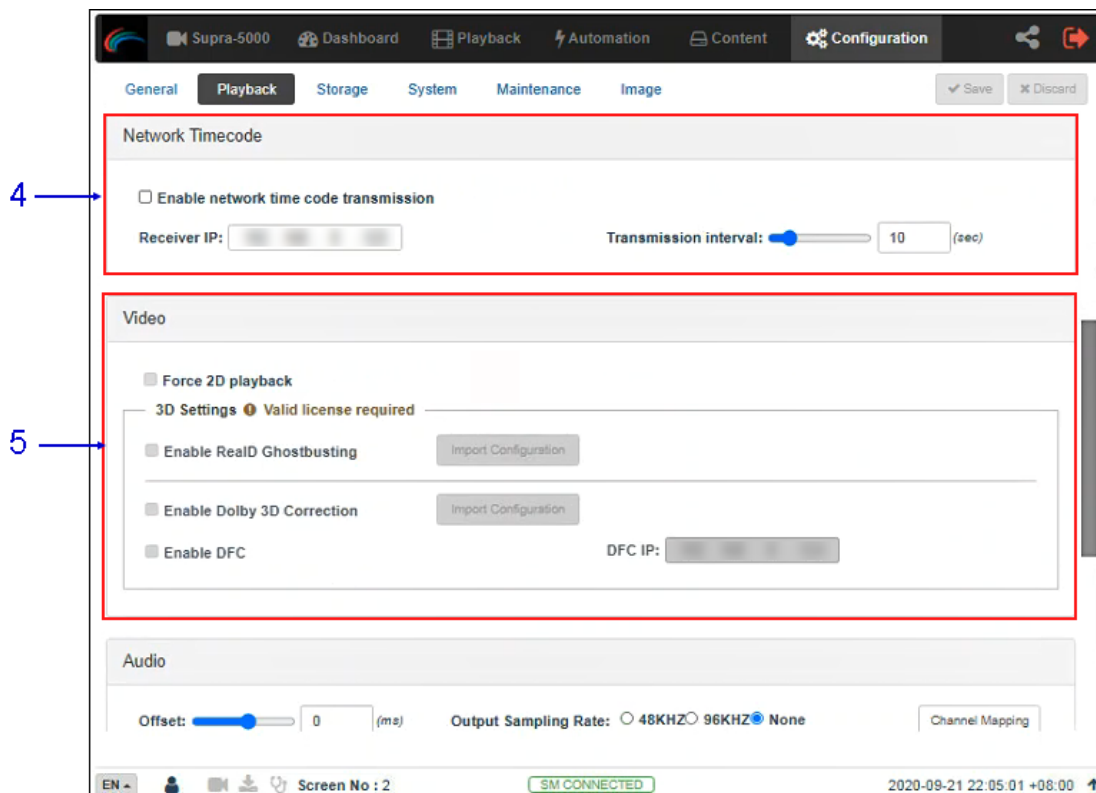 Supra-5000 Dashboard Playback Automation Content Configuration
General Playback Storage System Maintenance Image Save Discard
Network Timecode
4
Enable network time code transmission
Receiver IP: Transmission interval: 10 (sec)
Video
Force 2D playback
3D Settings Valid license required
5
Enable RealD Ghostbusting Import Configuration
Enable Dolby 3D Correction Import Configuration
Enable DFC DFC IP:
Audio
Offset: 0 (ms) Output Sampling Rate: 48KHZ 96KHZ None Channel Mapping
EN Screen No : 2 SM CONNECTED 2020-09-21 22:05:01 +08:00